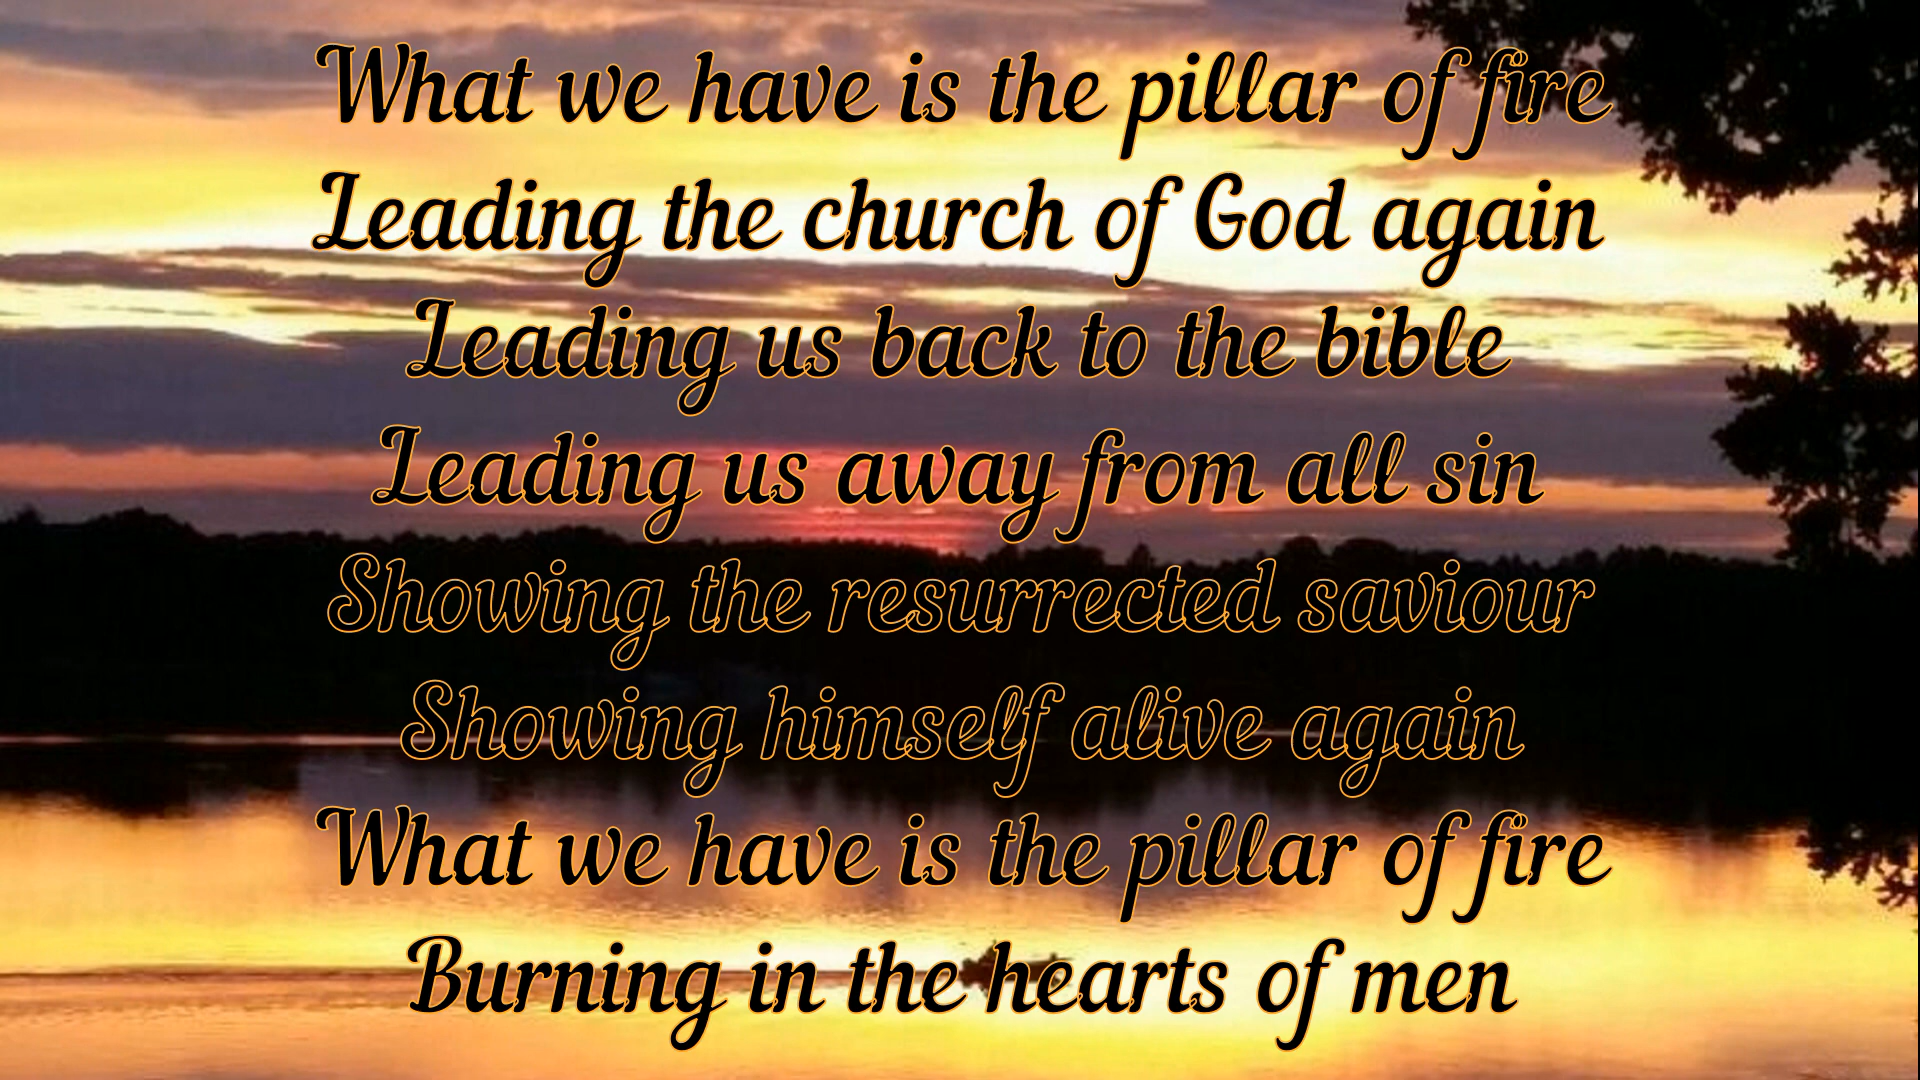 What we have is the pillar of fire
Leading the church of God again
Leading us back to the bible
Leading us away from all sin
Showing the resurrected saviour
Showing himself alive again
What we have is the pillar of fire
Burning in the hearts of men